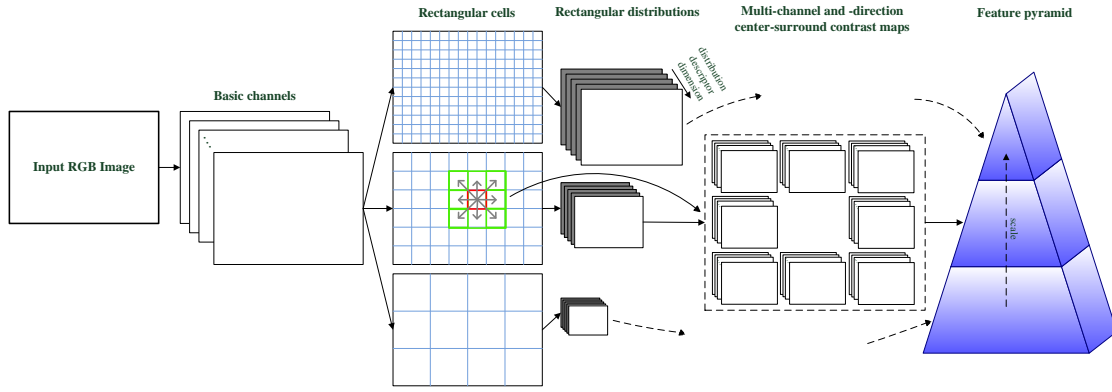 Rectangular cells
Rectangular distributions
Multi-channel and -direction
center-surround contrast maps
Feature pyramid
distribution
descriptor
dimension
Basic channels
Input RGB Image
scale